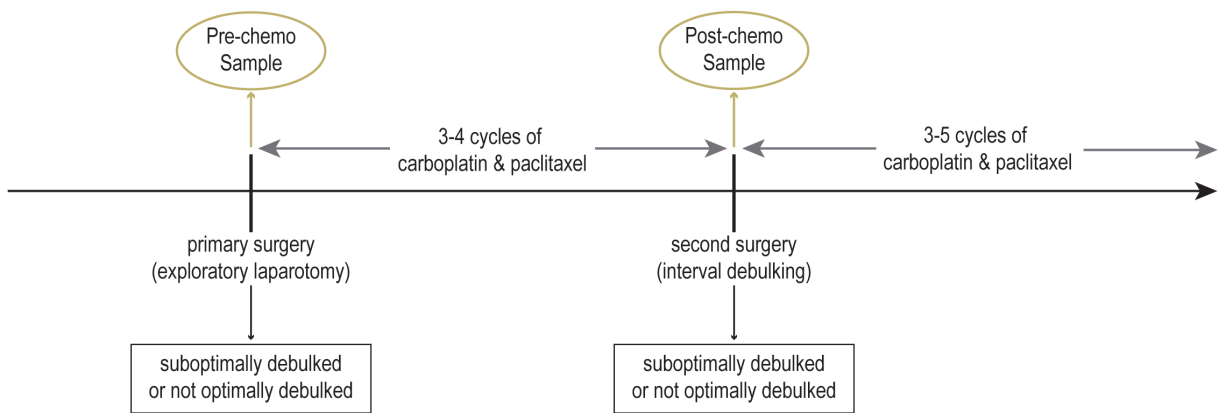 Pre-chemo
Sample
Post-chemo
Sample
3-4 cycles of
carboplatin & paclitaxel
3-5 cycles of
carboplatin & paclitaxel
primary surgery
(exploratory laparotomy)
second surgery
(interval debulking)
suboptimally debulked
or not optimally debulked
suboptimally debulked
or not optimally debulked